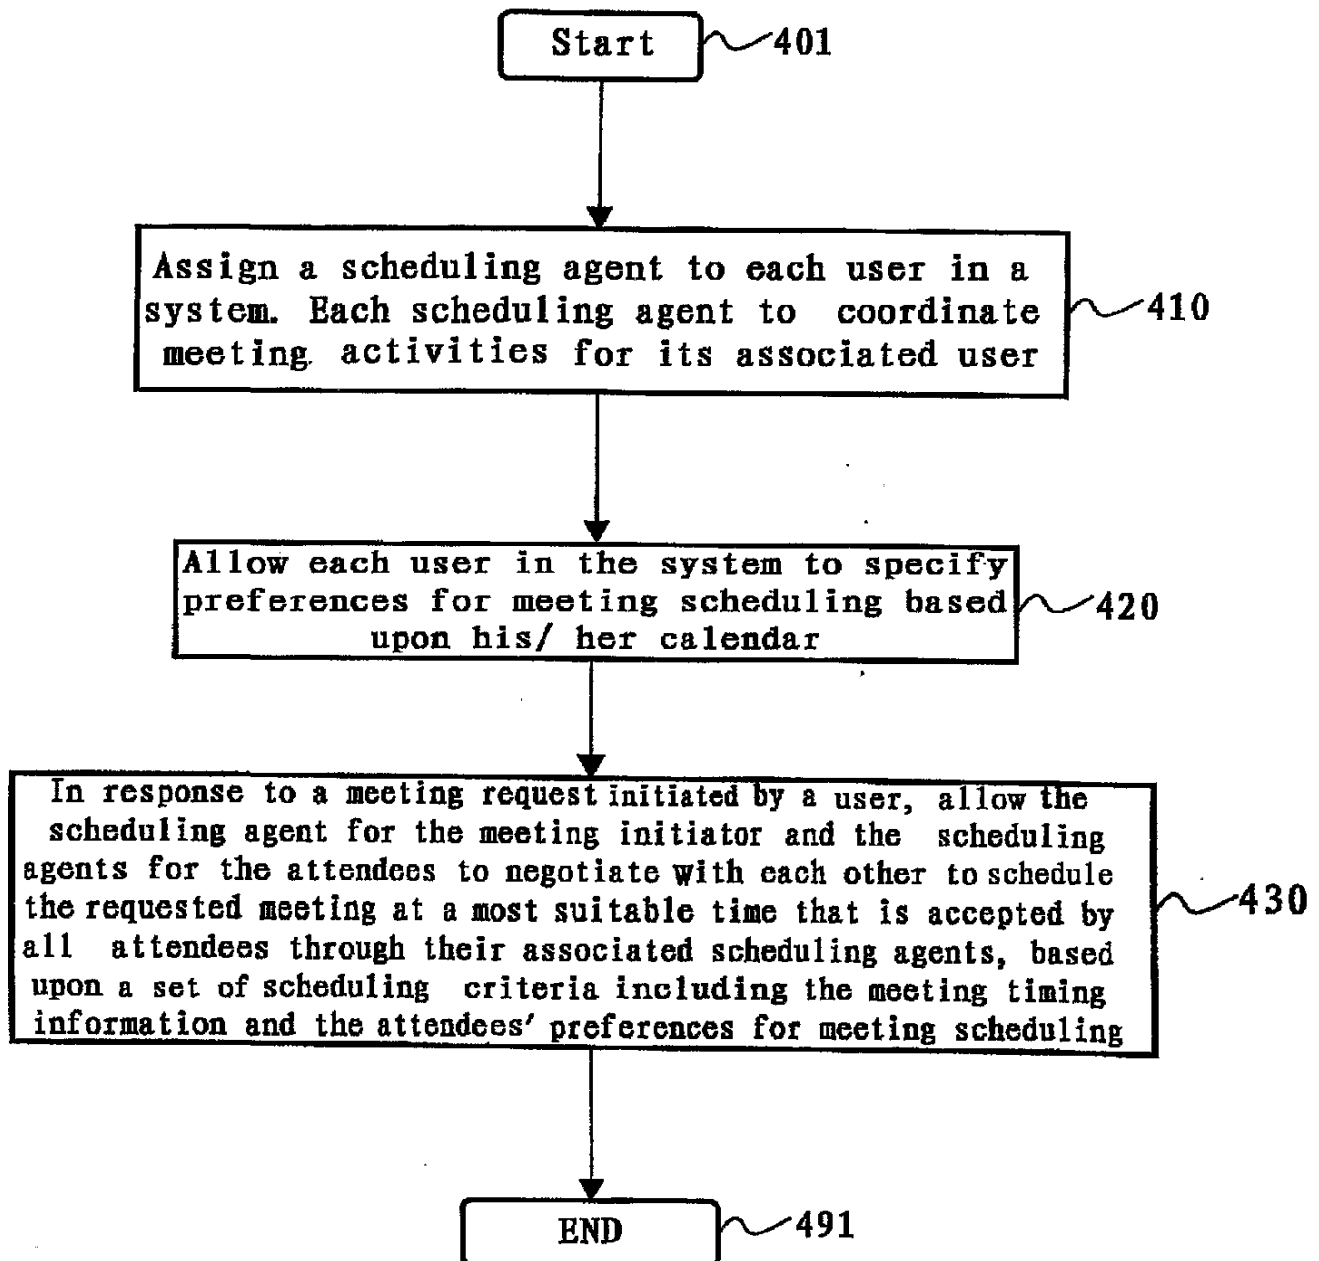 Start 401
Assign a scheduling agent to each user in a
system. Each scheduling agent to coordinate
meeting activities for its associated user
410
Allow each user in the system to specify
preferences for meeting scheduling based
upon his/ her calendar
420
In response to a meeting request initiated by a user, allow the
scheduling agent for the meeting initiator and the scheduling
agents for the attendees to negotiate with each other to schedule
the requested meeting at a most suitable time that is accepted by
all attendees through their associated scheduling agents, based
upon a set of scheduling criteria including the meeting timing
information and the attendees' preferences for meeting scheduling
430
END 491